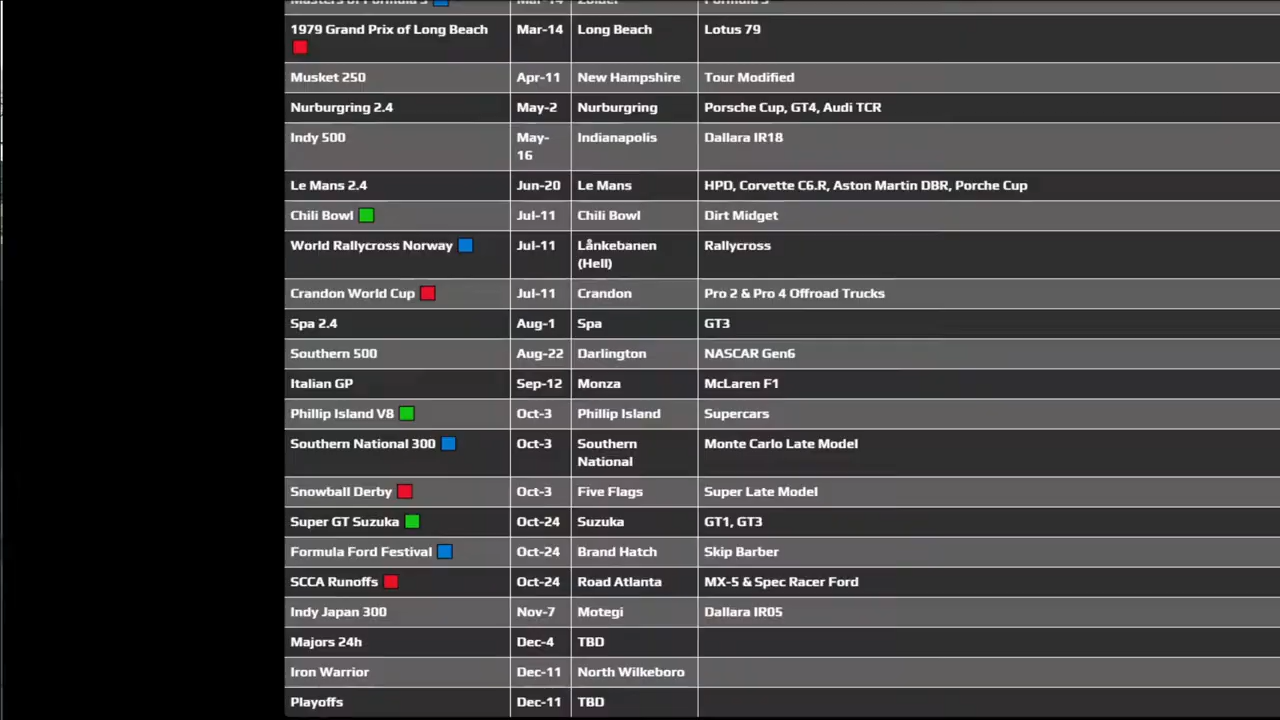 Masters of Formula 3 Mar-14 Zolder Formula 3
1979 Grand Prix of Long Beach Mar-14 Long Beach Lotus 79
Musket 250 Apr-11 New Hampshire Tour Modified
Nurburgring 2.4 May-2 Nurburgring Porsche Cup, GT4, Audi TCR
Indy 500 May- Indianapolis Dallara IR18
16
Le Mans 2.4 Jun-20 Le Mans HPD, Corvette C6.R, Aston Martin DBR, Porche Cup
Chili Bowl Jul-11 Chili Bowl Dirt Midget
World Rallycross Norway Jul-11 Lånkebanen Rallycross
(Hell)
Crandon World Cup Jul-11 Crandon Pro 2 & Pro 4 Offroad Trucks
Spa 2.4 Aug-1 Spa GT3
Southern 500 Aug-22 Darlington NASCAR Gen6
Italian GP Sep-12 Monza McLaren F1
Phillip Island V8 Oct-3 Phillip Island Supercars
Southern National 300 Oct-3 Southern Monte Carlo Late Model
National
Snowball Derby Oct-3 Five Flags Super Late Model
Super GT Suzuka Oct-24 Suzuka GT1, GT3
Formula Ford Festival Oct-24 Brand Hatch Skip Barber
SCCA Runoffs Oct-24 Road Atlanta MX-5 & Spec Racer Ford
Indy Japan 300 Nov-7 Motegi Dallara IR05
Majors 24h Dec-4 TBD
Iron Warrior Dec-11 North Wilkeboro
Playoffs Dec-11 TBD